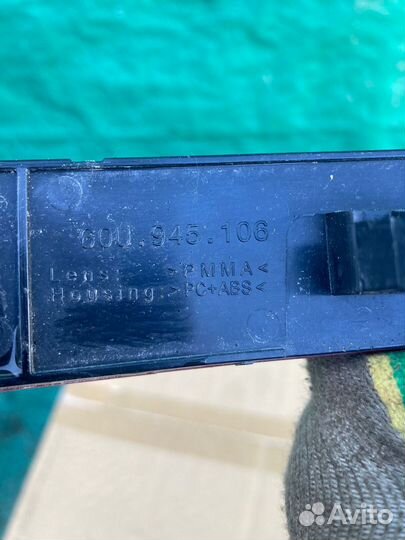 60U.945.106
Lens: >PMMA<
Housing:>PC+ABS<
Avito